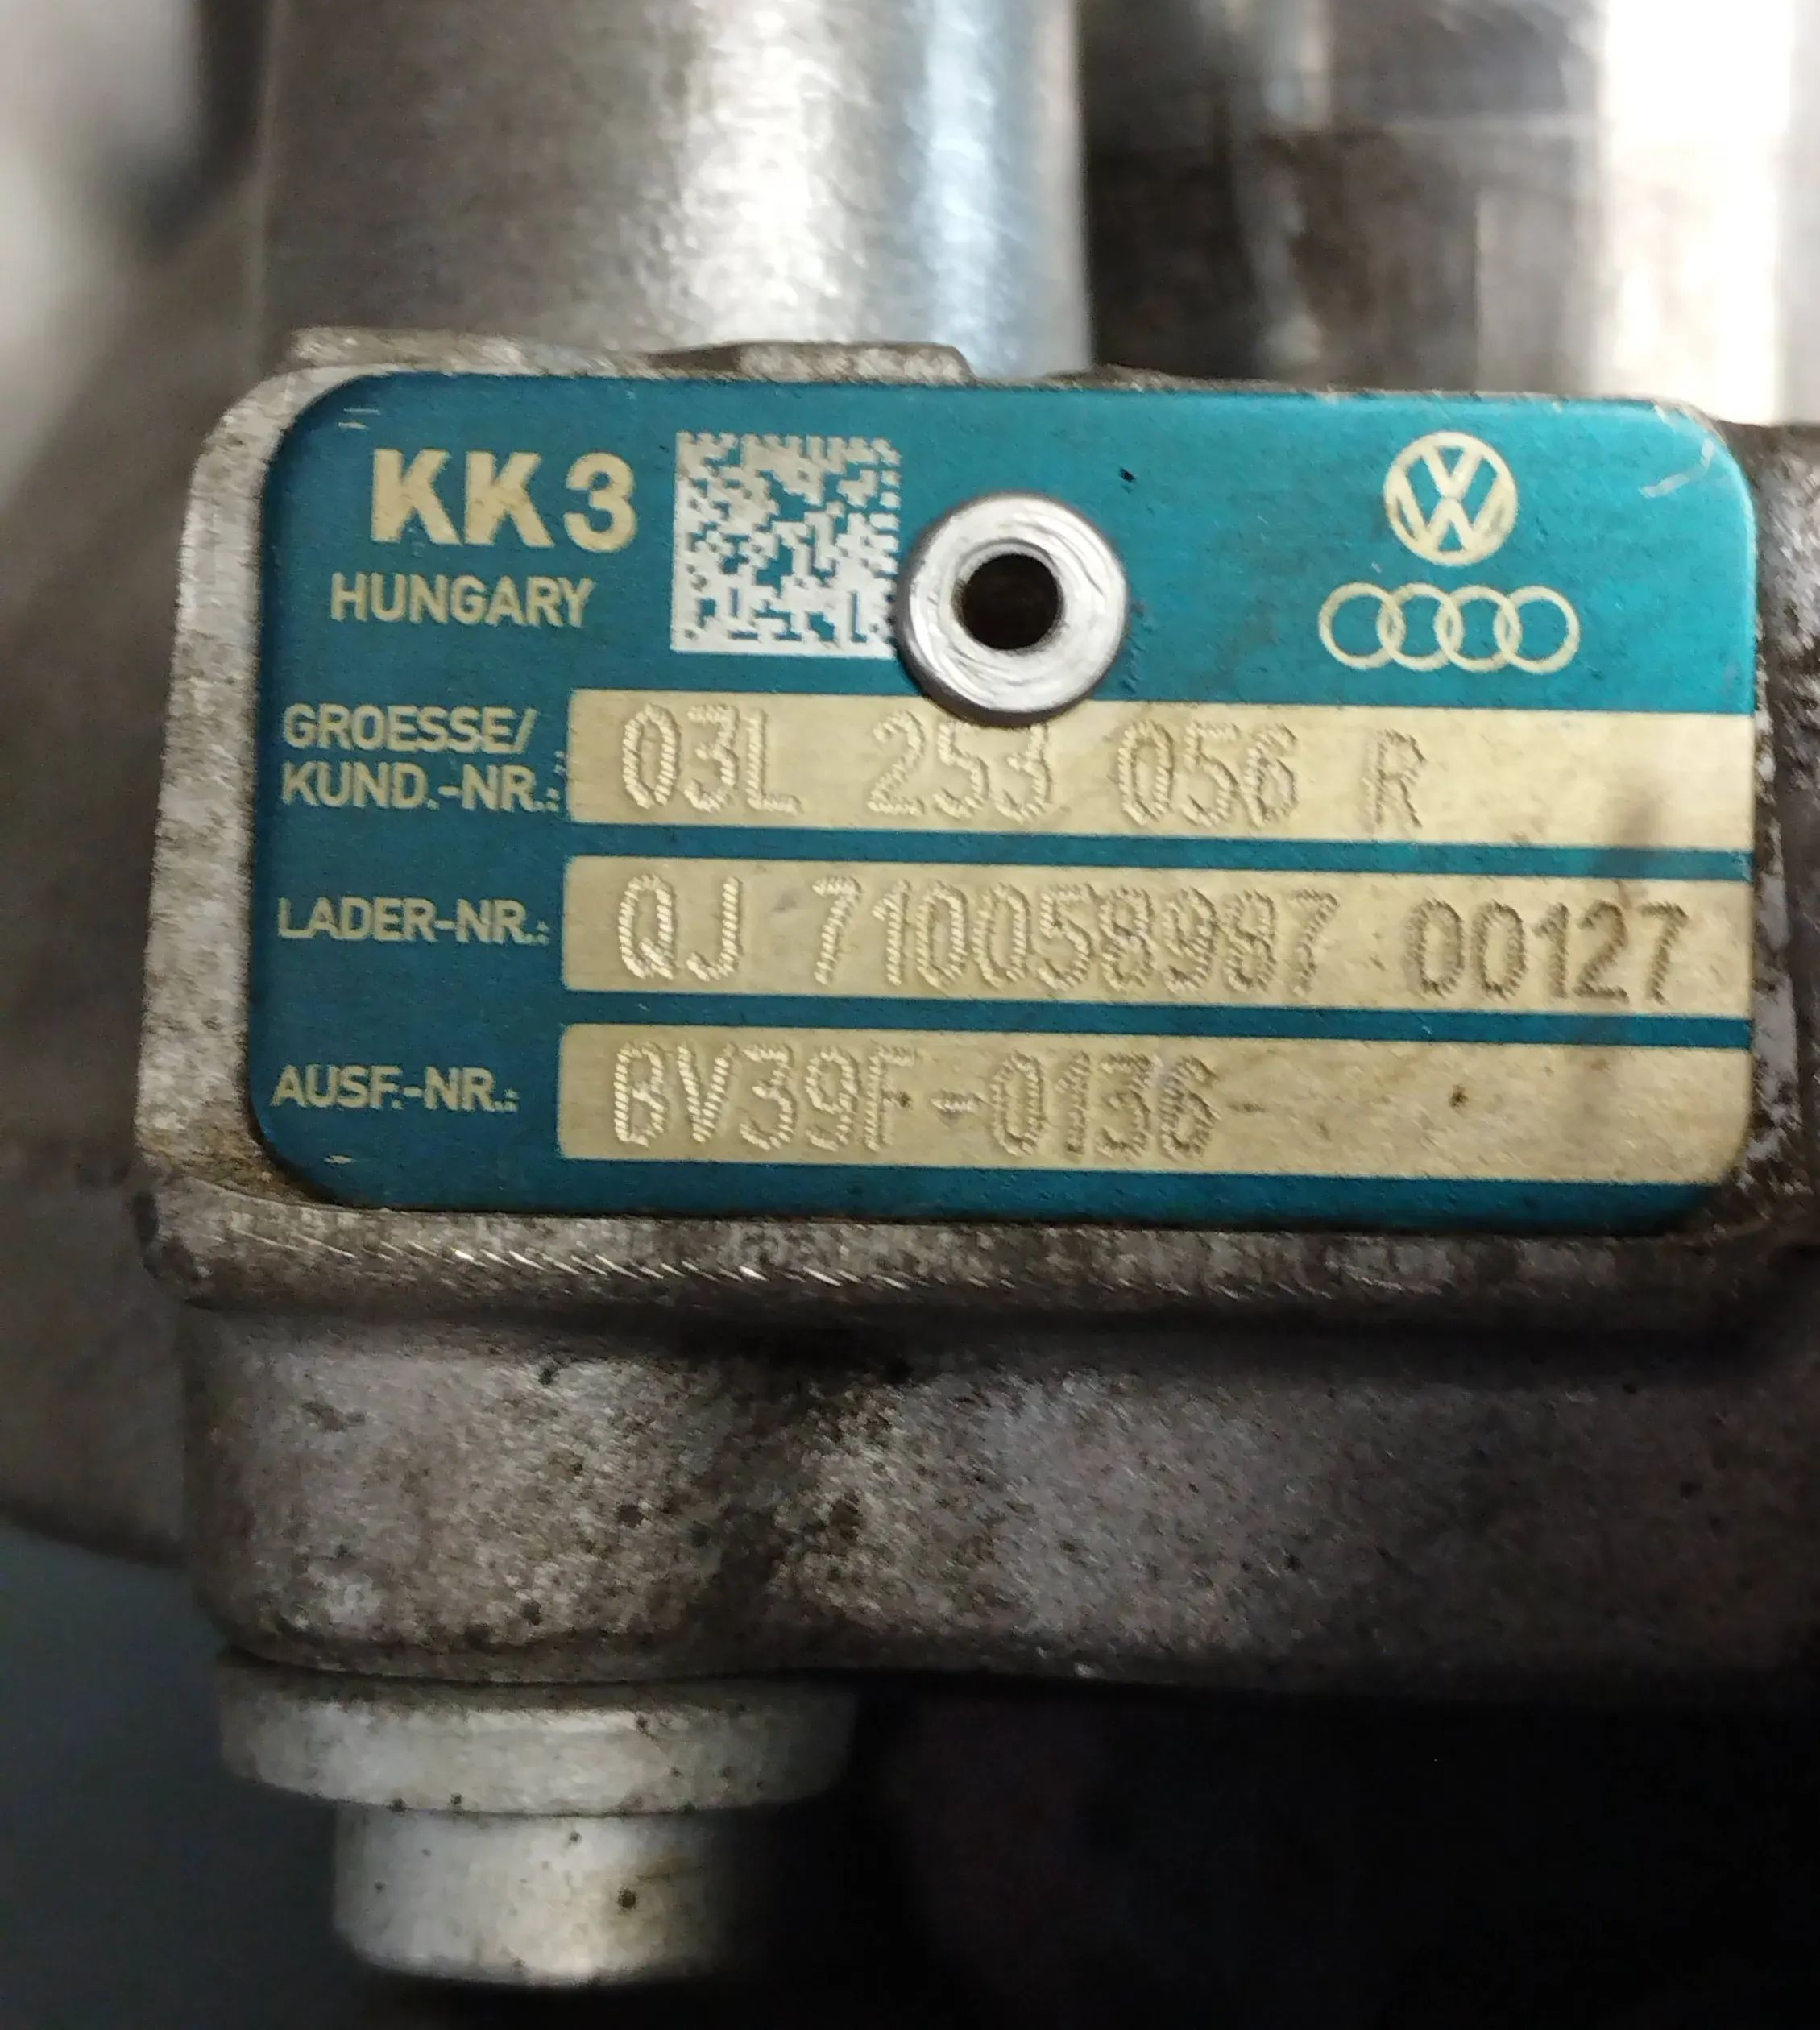 KK3
HUNGARY
GROESSE/
KUND.-NR.: 03L 253 056 R
LADER-NR.: QJ 710058987 00127
AUSF.-NR.: BV39F-0136